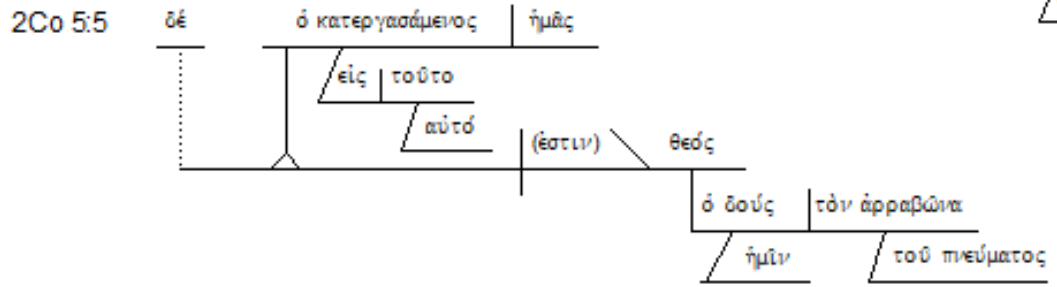 2Co 5:5 δέ ὁ κατεργασάμενος ἡμᾶς
εἰς τοῦτο
αὐτό
(ἐστιν) θεός
ὁ δούς τὸν ἀρραβῶνα
ἡμῖν τοῦ πνεύματος